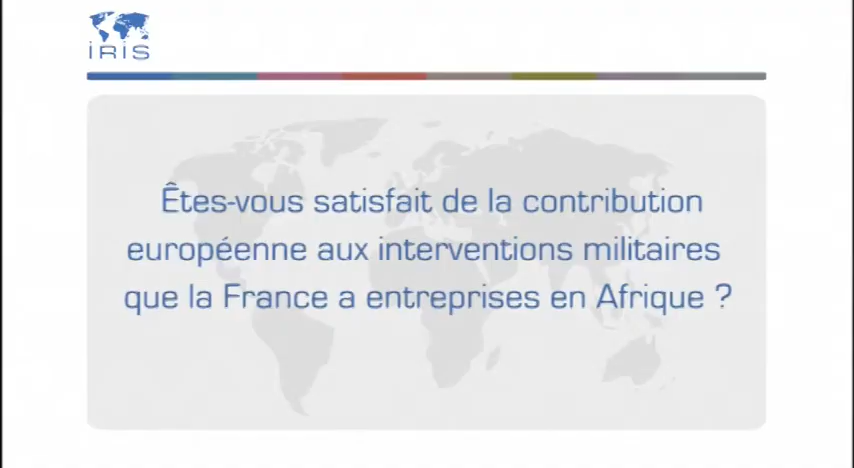 iRiS
Êtes-vous satisfait de la contribution
européenne aux interventions militaires
que la France a entreprises en Afrique ?